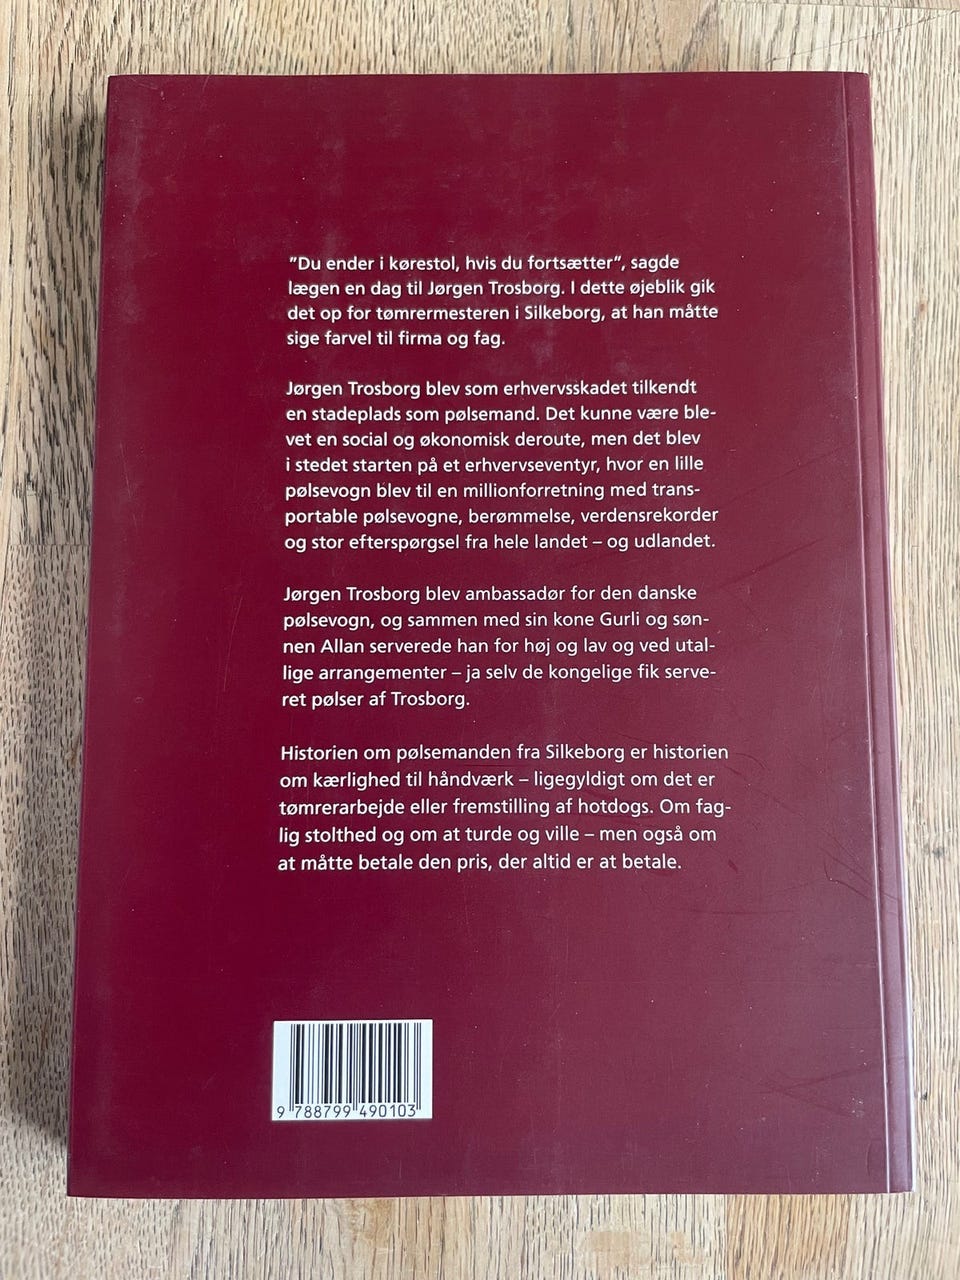 "Du ender i kørestol, hvis du fortsætter", sagde
lægen en dag til Jørgen Trosborg. I dette øjeblik gik
det op for tømrermesteren i Silkeborg, at han måtte
sige farvel til firma og fag.
Jørgen Trosborg blev som erhvervsskadet tilkendt
en stadeplads som pølsemand. Det kunne være ble-
vet en social og økonomisk deroute, men det blev
i stedet starten på et erhvervseventyr, hvor en lille
pølsevogn blev til en millionforretning med trans-
portable pølsevogne, berømmelse, verdensrekorder
og stor efterspørgsel fra hele landet – og udlandet.
Jørgen Trosborg blev ambassadør for den danske
pølsevogn, og sammen med sin kone Gurli og søn-
nen Allan serverede han for høj og lav og ved utal-
lige arrangementer – ja selv de kongelige fik serve-
ret pølser af Trosborg.
Historien om pølsemanden fra Silkeborg er historien
om kærlighed til håndværk – ligegyldigt om det er
tømrerarbejde eller fremstilling af hotdogs. Om fag-
lig stolthed og om at turde og ville – men også om
at måtte betale den pris, der altid er at betale.
9 788799 490103